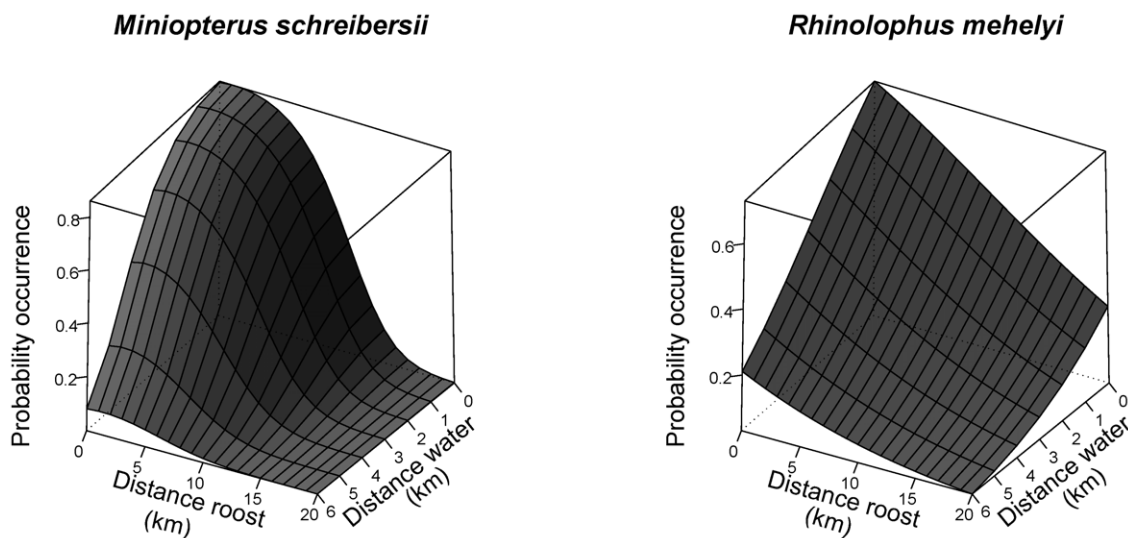 Miniopterus schreibersii
Probability occurrence
0.8
0.6
0.4
0.2
0
5
10
15
20
Distance roost
(km)
6
5
4
3
2
1
0
Distance water
(km)
Rhinolophus mehelyi
Probability occurrence
0.6
0.4
0.2
0
5
10
15
20
Distance roost
(km)
6
5
4
3
2
1
0
Distance water
(km)